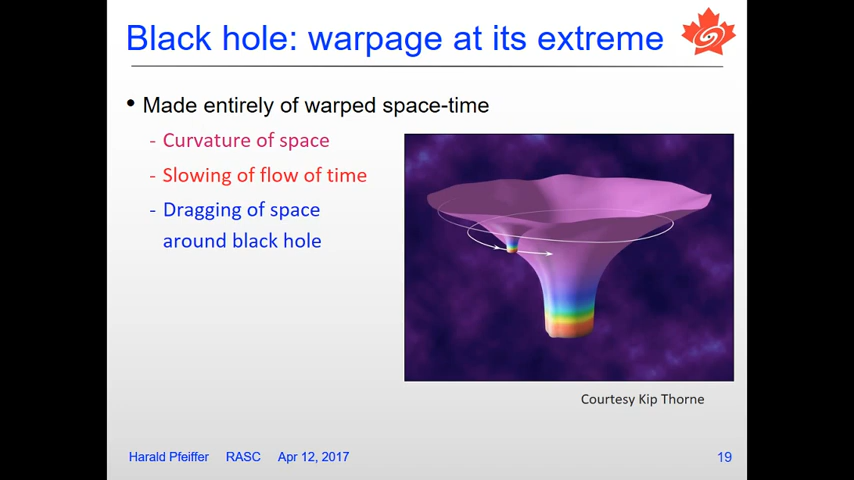 Black hole: warpage at its extreme
• Made entirely of warped space-time
- Curvature of space
- Slowing of flow of time
- Dragging of space
around black hole
Courtesy Kip Thorne
Harald Pfeiffer RASC Apr 12, 2017 19